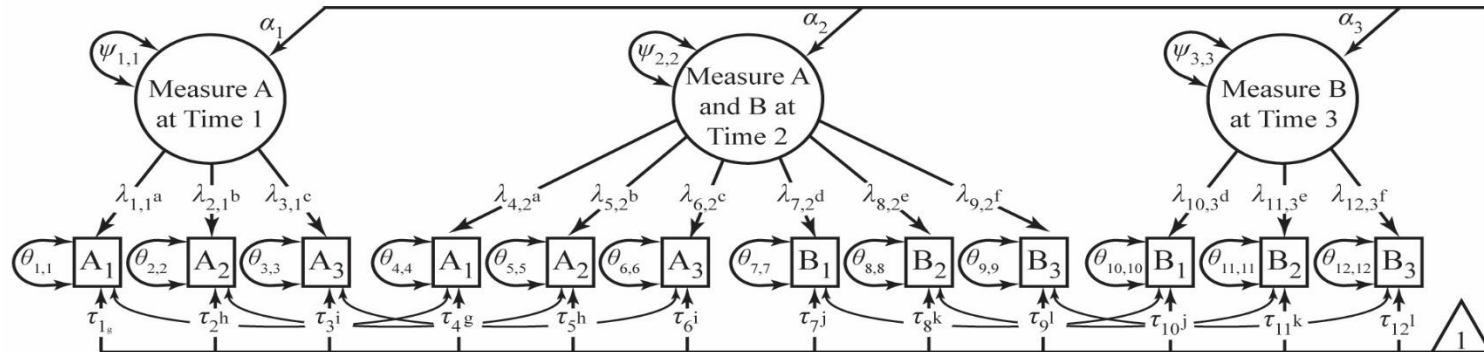 α1 α2 α3
ψ1,1 ψ2,2 ψ3,3
Measure A
at Time 1
Measure A
and B at
Time 2
Measure B
at Time 3
λ1,1a λ2,1b λ3,1c λ4,2a λ5,2b λ6,2c λ7,2d λ8,2e λ9,2f λ10,3d λ11,3e λ12,3f
θ1,1 A1 θ2,2 A2 θ3,3 A3 θ4,4 A1 θ5,5 A2 θ6,6 A3 θ7,7 B1 θ8,8 B2 θ9,9 B3 θ10,10 B1 θ11,11 B2 θ12,12 B3
τ1g τ2h τ3i τ4g τ5h τ6i τ7j τ8k τ9l τ10j τ11k τ12l
1